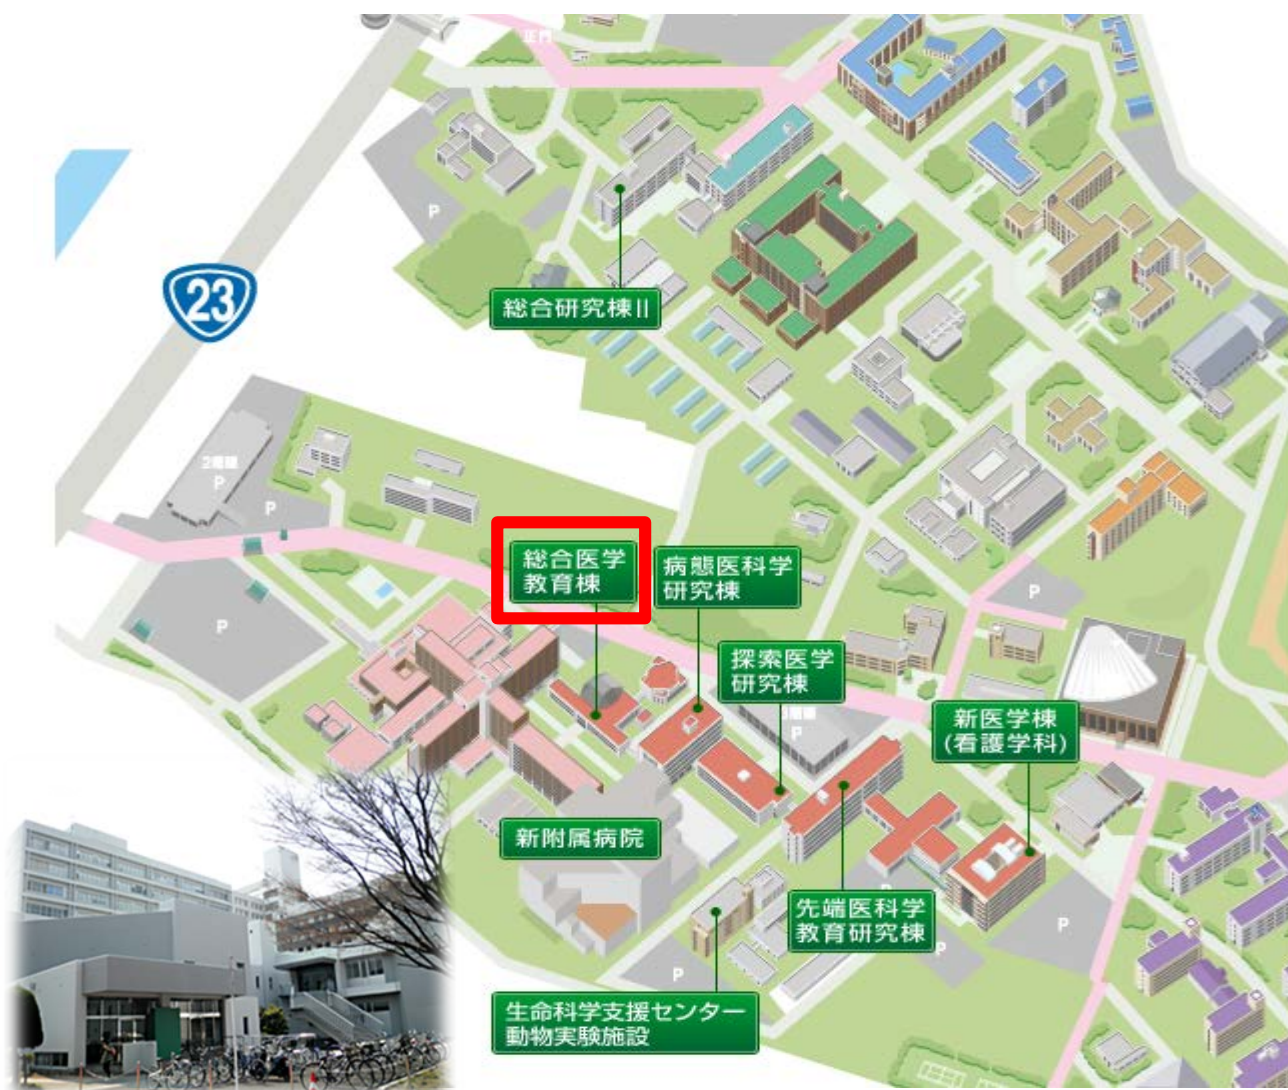 正門
P
23
総合研究棟II
2階建
P
P
総合医学
教育棟
病態医科学
研究棟
P
P
探索医学
研究棟
P
新医学棟
(看護学科)
新附属病院
P
先端医科学
教育研究棟
P
P
P
生命科学支援センター
動物実験施設